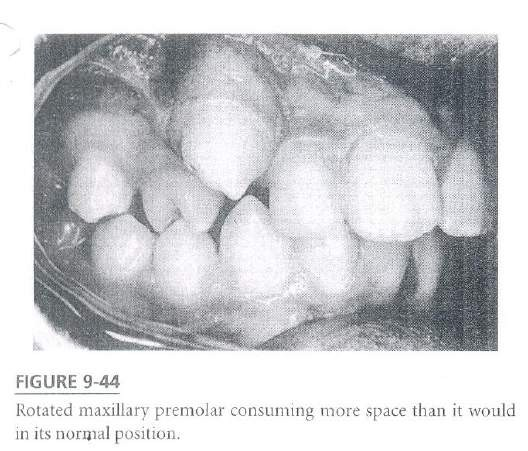 FIGURE 9-44
Rotated maxillary premolar consuming more space than it would
in its normal position.